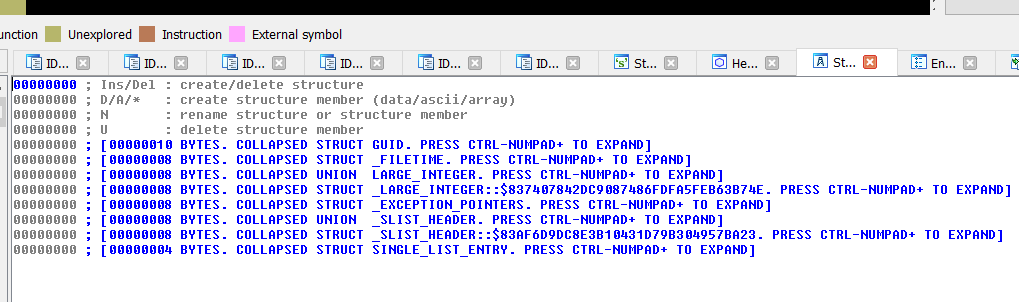 unction Unexplored Instruction External symbol
ID... ID... ID... ID... ID... ID... St... He... St... En...
00000000 ; Ins/Del : create/delete structure
00000000 ; D/A/* : create structure member (data/ascii/array)
00000000 ; N : rename structure or structure member
00000000 ; U : delete structure member
00000000 ; [00000010 BYTES. COLLAPSED STRUCT GUID. PRESS CTRL-NUMPAD+ TO EXPAND]
00000000 ; [00000008 BYTES. COLLAPSED STRUCT _FILETIME. PRESS CTRL-NUMPAD+ TO EXPAND]
00000000 ; [00000008 BYTES. COLLAPSED UNION LARGE_INTEGER. PRESS CTRL-NUMPAD+ TO EXPAND]
00000000 ; [00000008 BYTES. COLLAPSED STRUCT _LARGE_INTEGER::$837407842DC9087486FDFA5FEB63B74E. PRESS CTRL-NUMPAD+ TO EXPAND]
00000000 ; [00000008 BYTES. COLLAPSED STRUCT _EXCEPTION_POINTERS. PRESS CTRL-NUMPAD+ TO EXPAND]
00000000 ; [00000008 BYTES. COLLAPSED UNION _SLIST_HEADER. PRESS CTRL-NUMPAD+ TO EXPAND]
00000000 ; [00000008 BYTES. COLLAPSED STRUCT _SLIST_HEADER::$83AF6D9DC8E3B10431D79B304957BA23. PRESS CTRL-NUMPAD+ TO EXPAND]
00000000 ; [00000004 BYTES. COLLAPSED STRUCT SINGLE_LIST_ENTRY. PRESS CTRL-NUMPAD+ TO EXPAND]